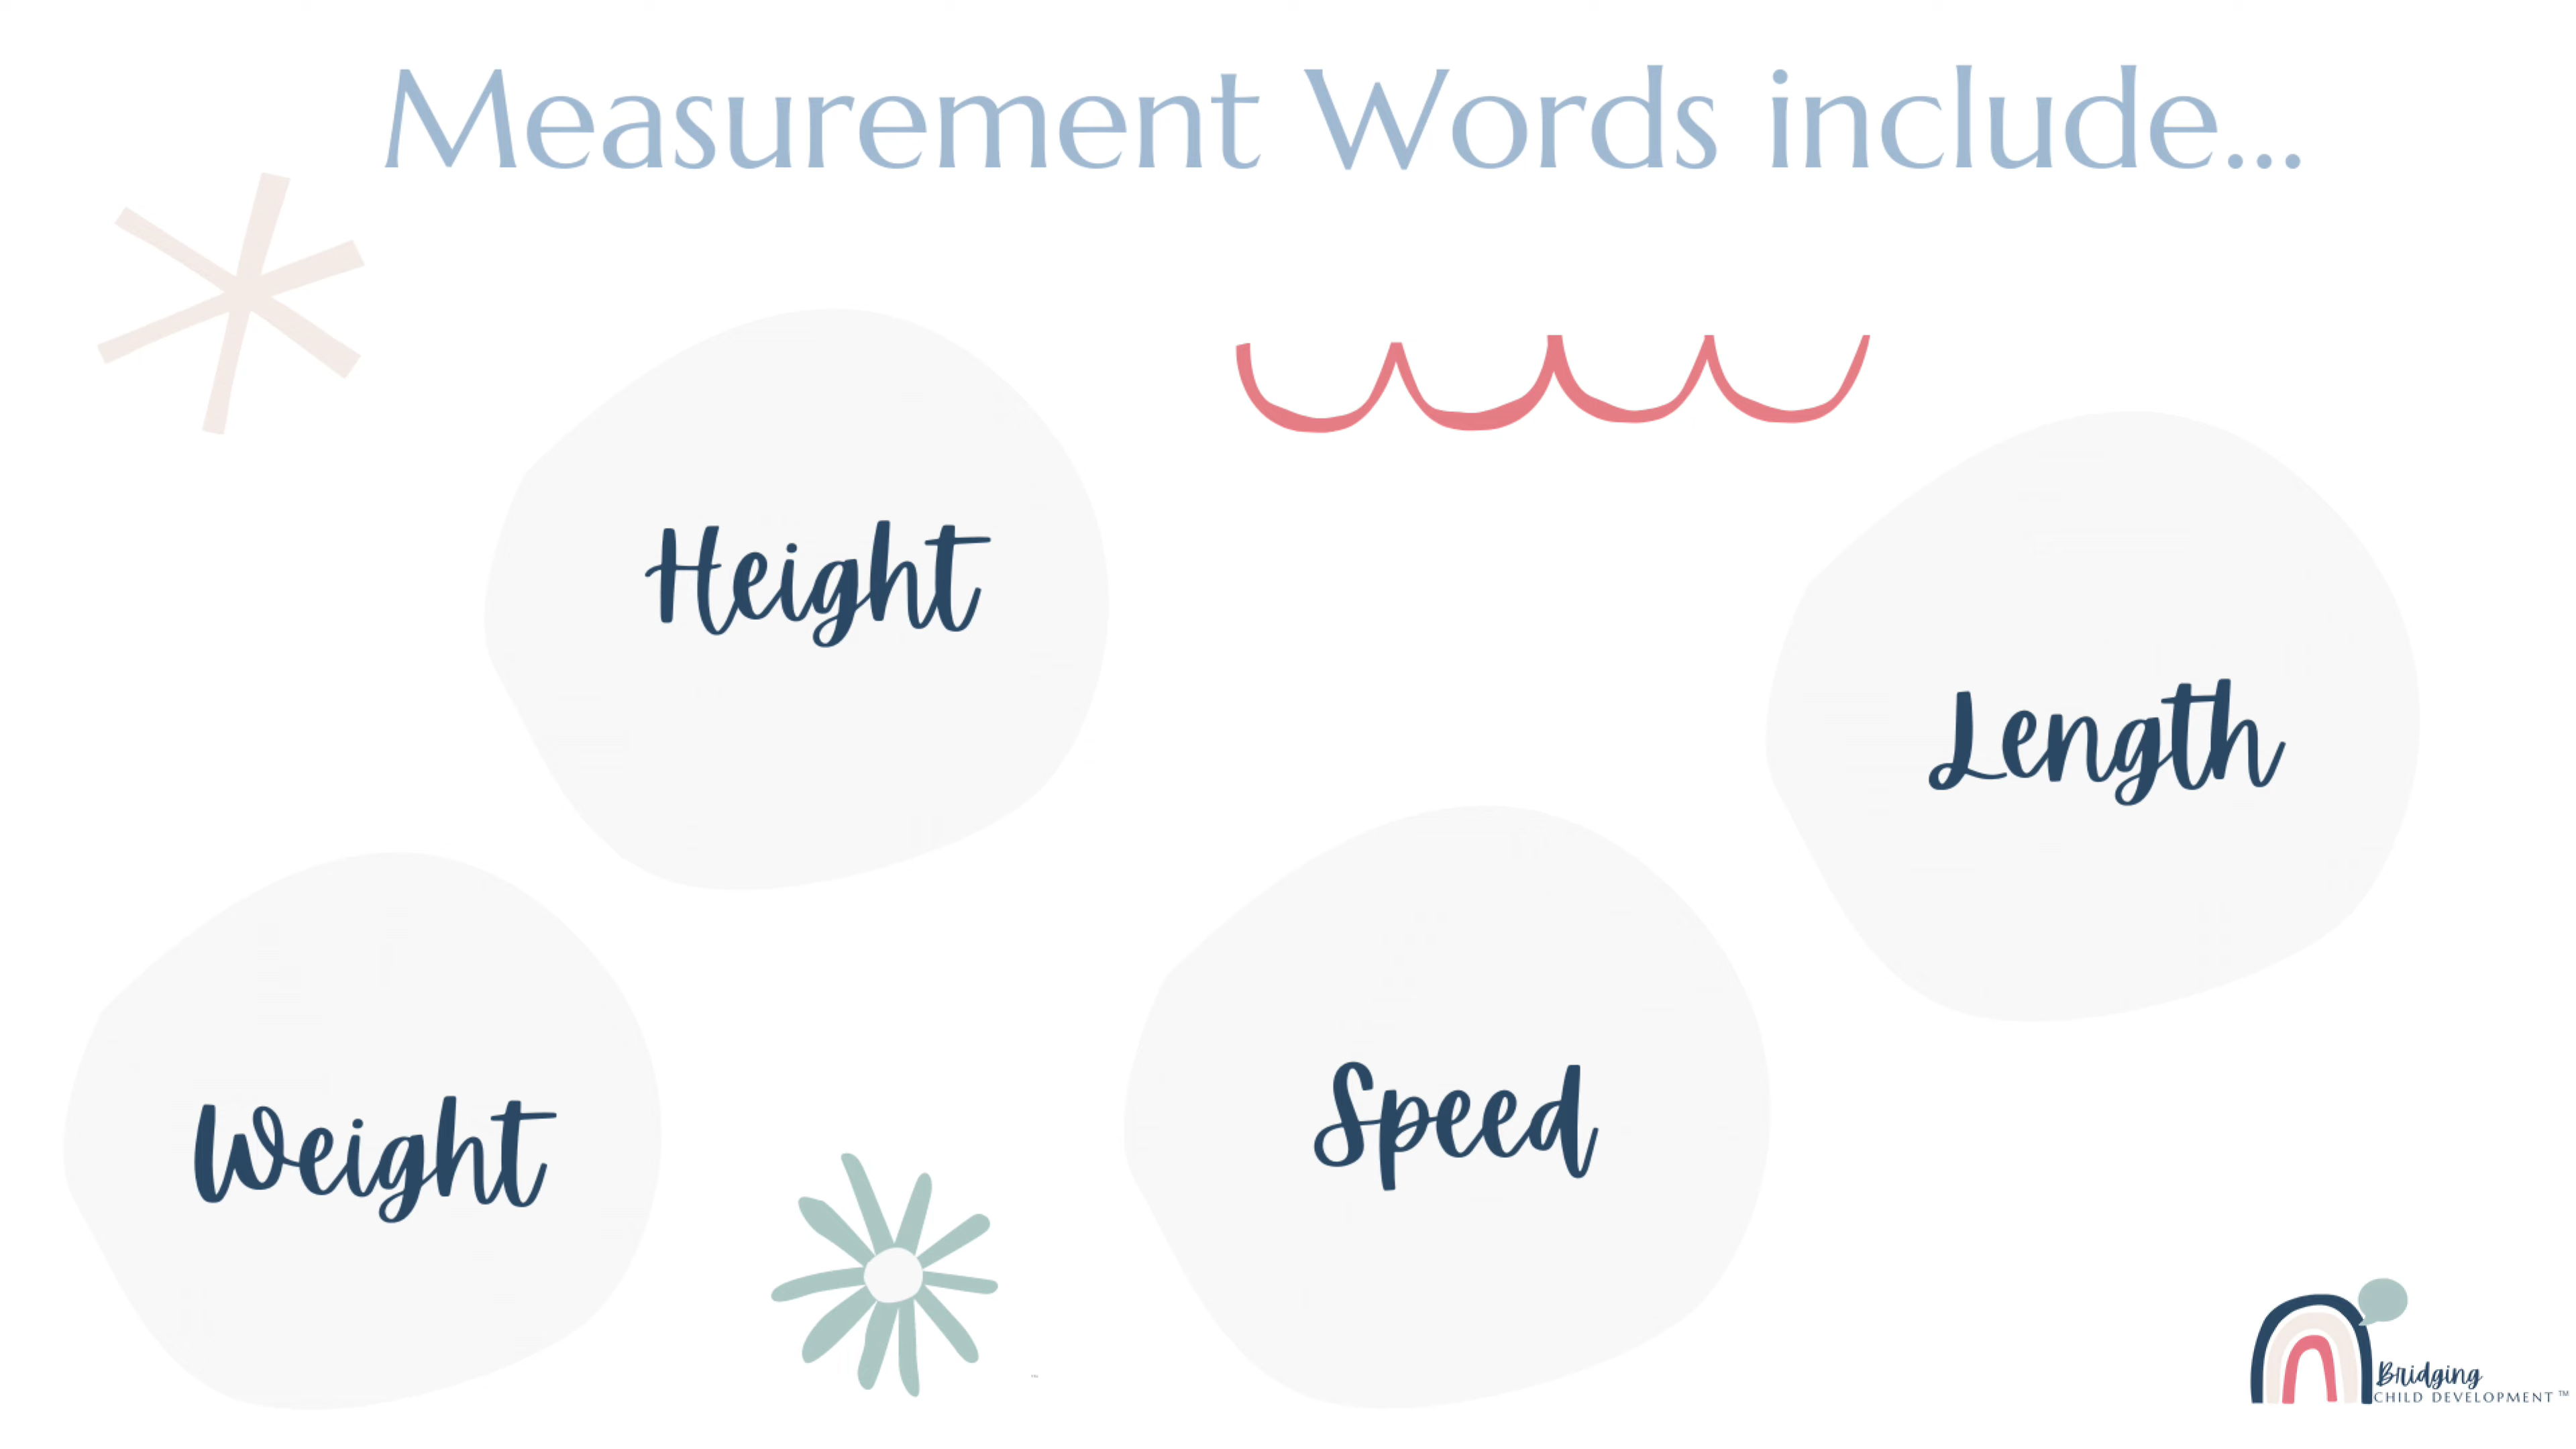 Measurement Words include...
Height
Length
Weight
Speed
Bridging
CHILD DEVELOPMENT™